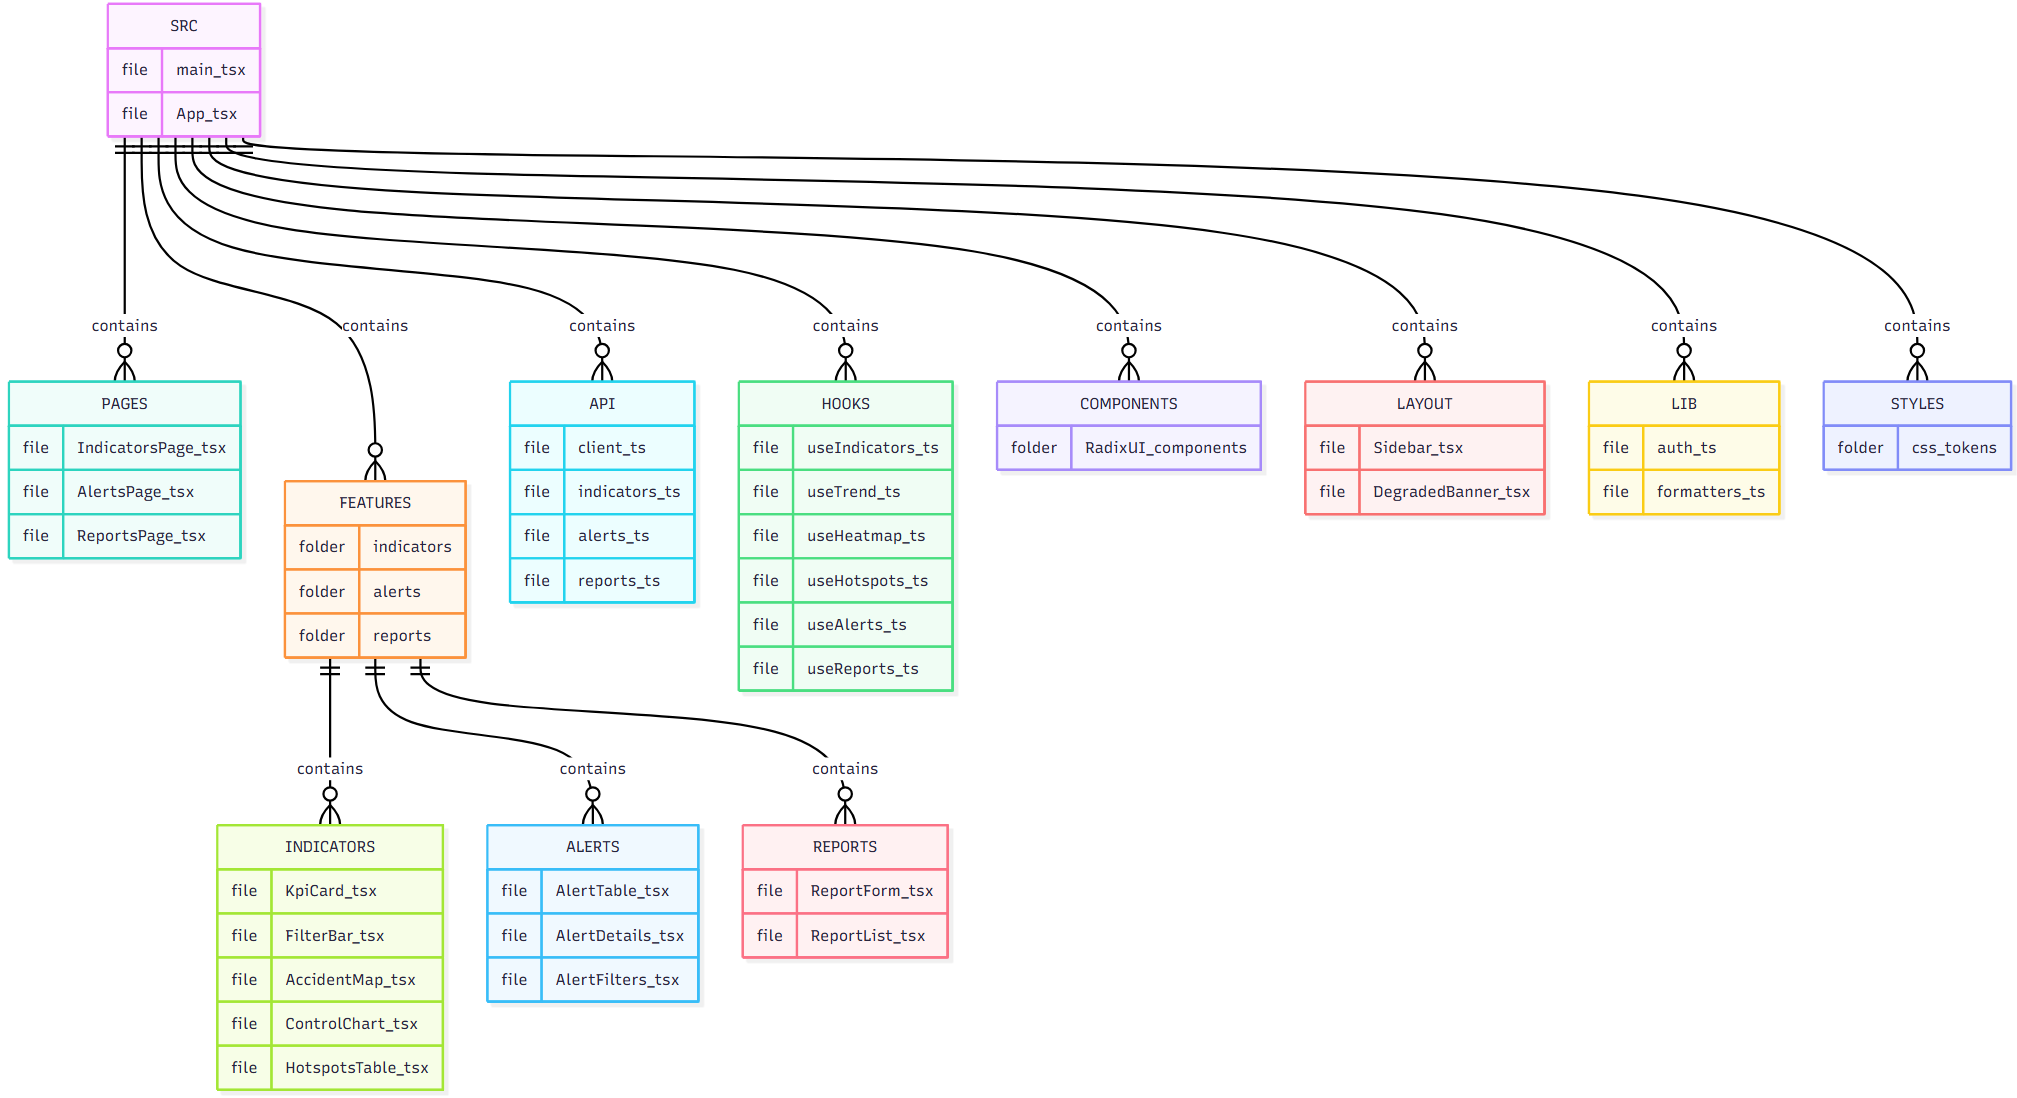 SRC
file main_tsx
file App_tsx
contains contains contains contains contains contains contains contains
PAGES
file IndicatorsPage_tsx
file AlertsPage_tsx
file ReportsPage_tsx
FEATURES
folder indicators
folder alerts
folder reports
API
file client_ts
file indicators_ts
file alerts_ts
file reports_ts
HOOKS
file useIndicators_ts
file useTrend_ts
file useHeatmap_ts
file useHotspots_ts
file useAlerts_ts
file useReports_ts
COMPONENTS
folder RadixUI_components
LAYOUT
file Sidebar_tsx
file DegradedBanner_tsx
LIB
file auth_ts
file formatters_ts
STYLES
folder css_tokens
contains contains contains
INDICATORS
file KpiCard_tsx
file FilterBar_tsx
file AccidentMap_tsx
file ControlChart_tsx
file HotspotsTable_tsx
ALERTS
file AlertTable_tsx
file AlertDetails_tsx
file AlertFilters_tsx
REPORTS
file ReportForm_tsx
file ReportList_tsx